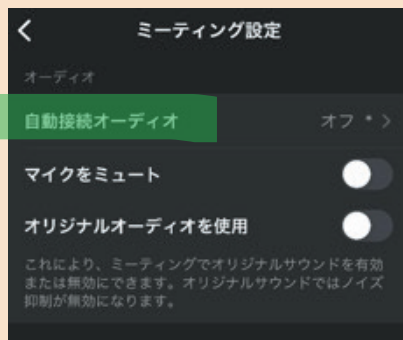 ミーティング設定
オーディオ
自動接続オーディオ オフ *
マイクをミュート
オリジナルオーディオを使用
これにより、ミーティングでオリジナルサウンドを有効
または無効にできます。オリジナルサウンドではノイズ
抑制が無効になります。